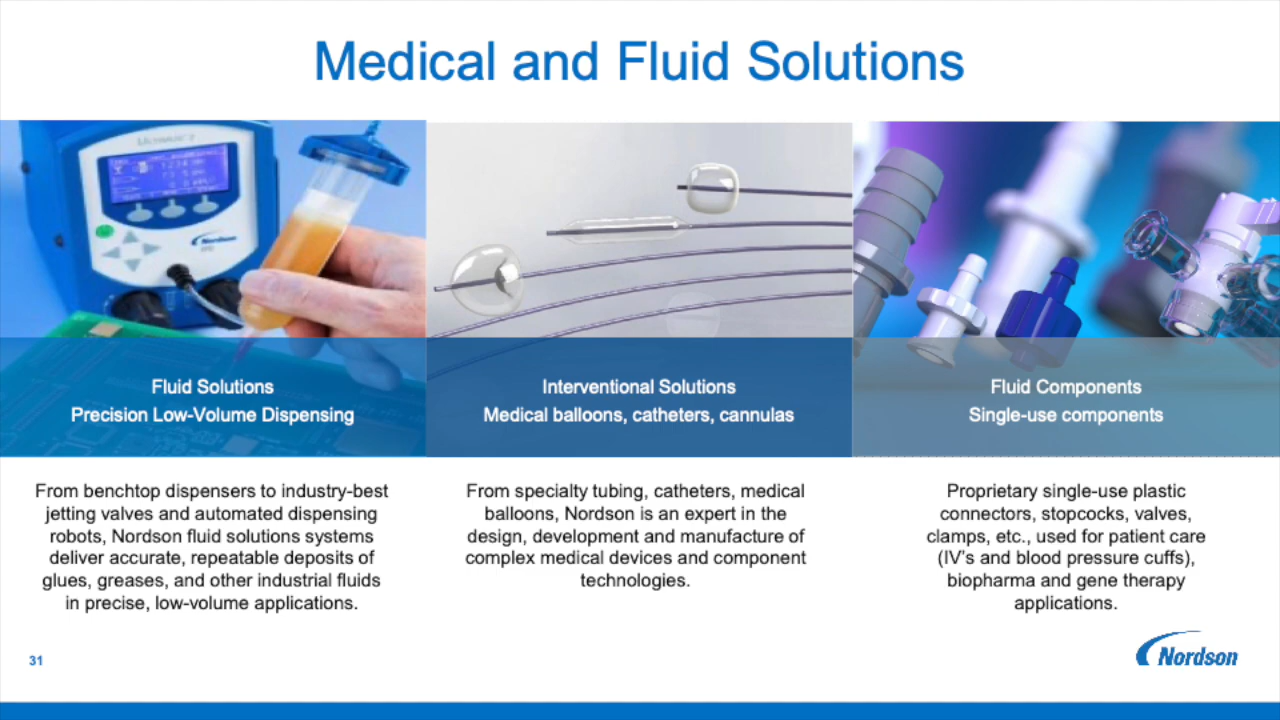 Medical and Fluid Solutions
Nordson
Fluid Solutions
Precision Low-Volume Dispensing
Interventional Solutions
Medical balloons, catheters, cannulas
Fluid Components
Single-use components
From benchtop dispensers to industry-best
jetting valves and automated dispensing
robots, Nordson fluid solutions systems
deliver accurate, repeatable deposits of
glues, greases, and other industrial fluids
in precise, low-volume applications.
From specialty tubing, catheters, medical
balloons, Nordson is an expert in the
design, development and manufacture of
complex medical devices and component
technologies.
Proprietary single-use plastic
connectors, stopcocks, valves,
clamps, etc., used for patient care
(IV's and blood pressure cuffs),
biopharma and gene therapy
applications.
31
Nordson